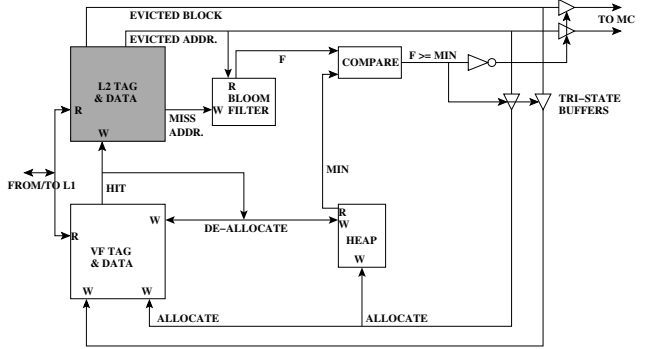 EVICTED BLOCK
TO MC
EVICTED ADDR.
F
F >= MIN
COMPARE
L2 TAG
& DATA
R
BLOOM
FILTER
W
R
MISS
ADDR.
W
TRI-STATE
BUFFERS
MIN
FROM/TO L1
HIT
R
W
W
DE-ALLOCATE
HEAP
R
VF TAG
& DATA
W
W
W
ALLOCATE
ALLOCATE